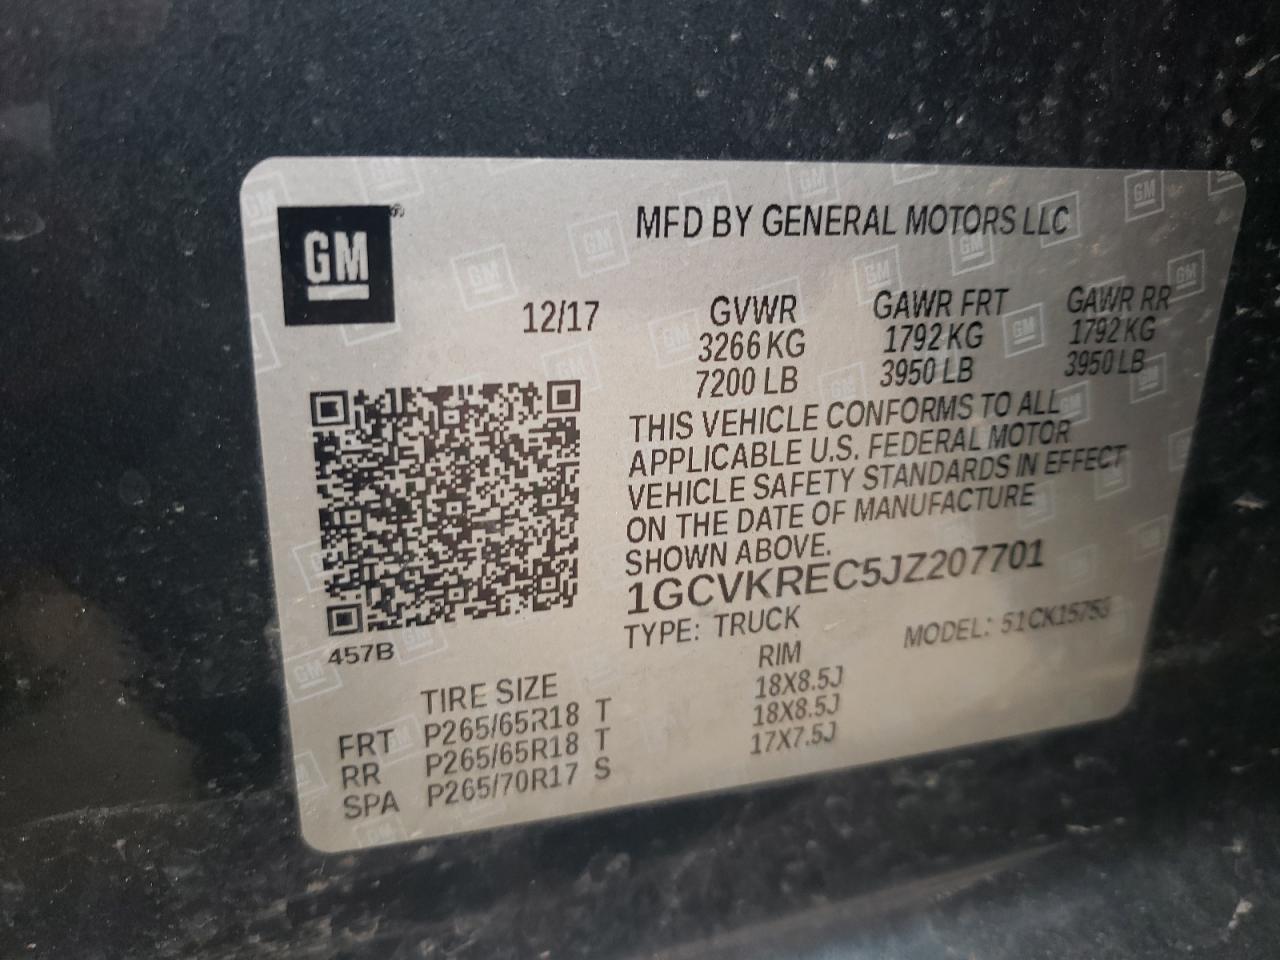 GM
MFD BY GENERAL MOTORS LLC
12/17
GVWR GAWR FRT GAWR RR
3266 KG 1792 KG 1792 KG
7200 LB 3950 LB 3950 LB
THIS VEHICLE CONFORMS TO ALL
APPLICABLE U.S. FEDERAL MOTOR
VEHICLE SAFETY STANDARDS IN EFFECT
ON THE DATE OF MANUFACTURE
SHOWN ABOVE.
1GCVKREC5JZ207701
TYPE: TRUCK MODEL: 51CK15753
457B
TIRE SIZE RIM
FRT P265/65R18 T 18X8.5J
RR P265/65R18 T 18X8.5J
SPA P265/70R17 S 17X7.5J